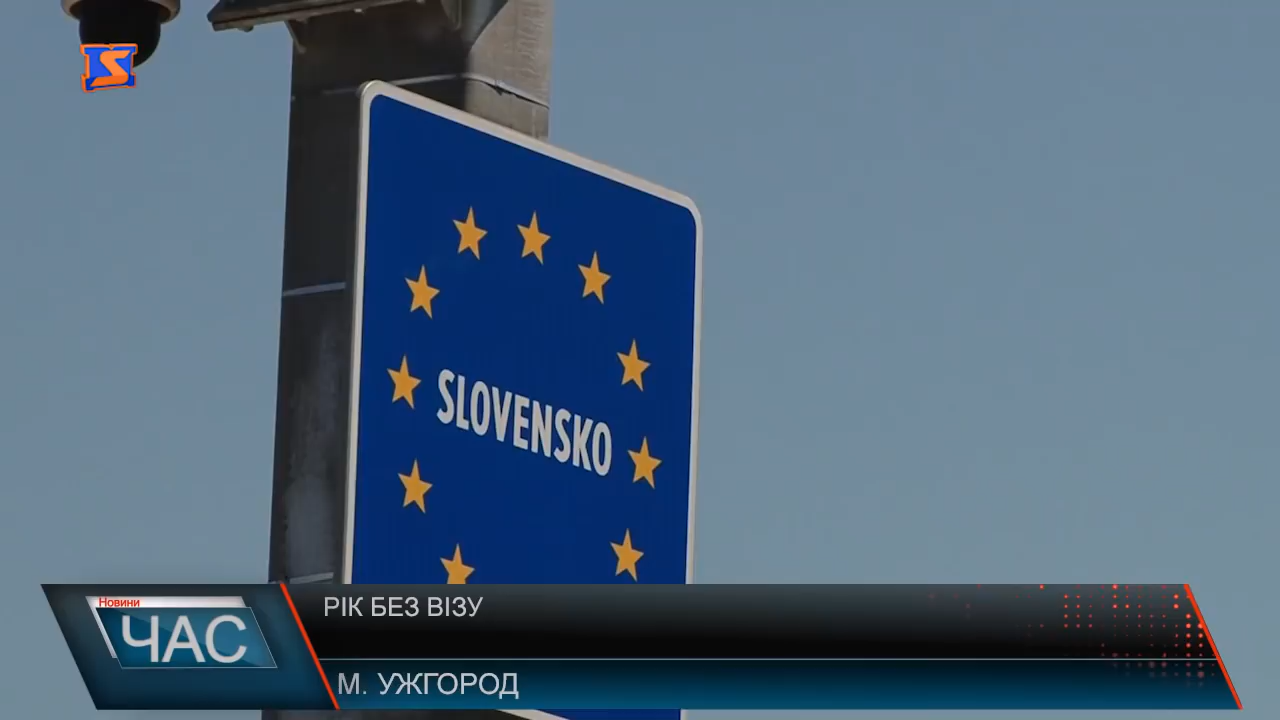 SLOVENSKO
Новини
ЧАС
РІК БЕЗ ВІЗУ
М. УЖГОРОД